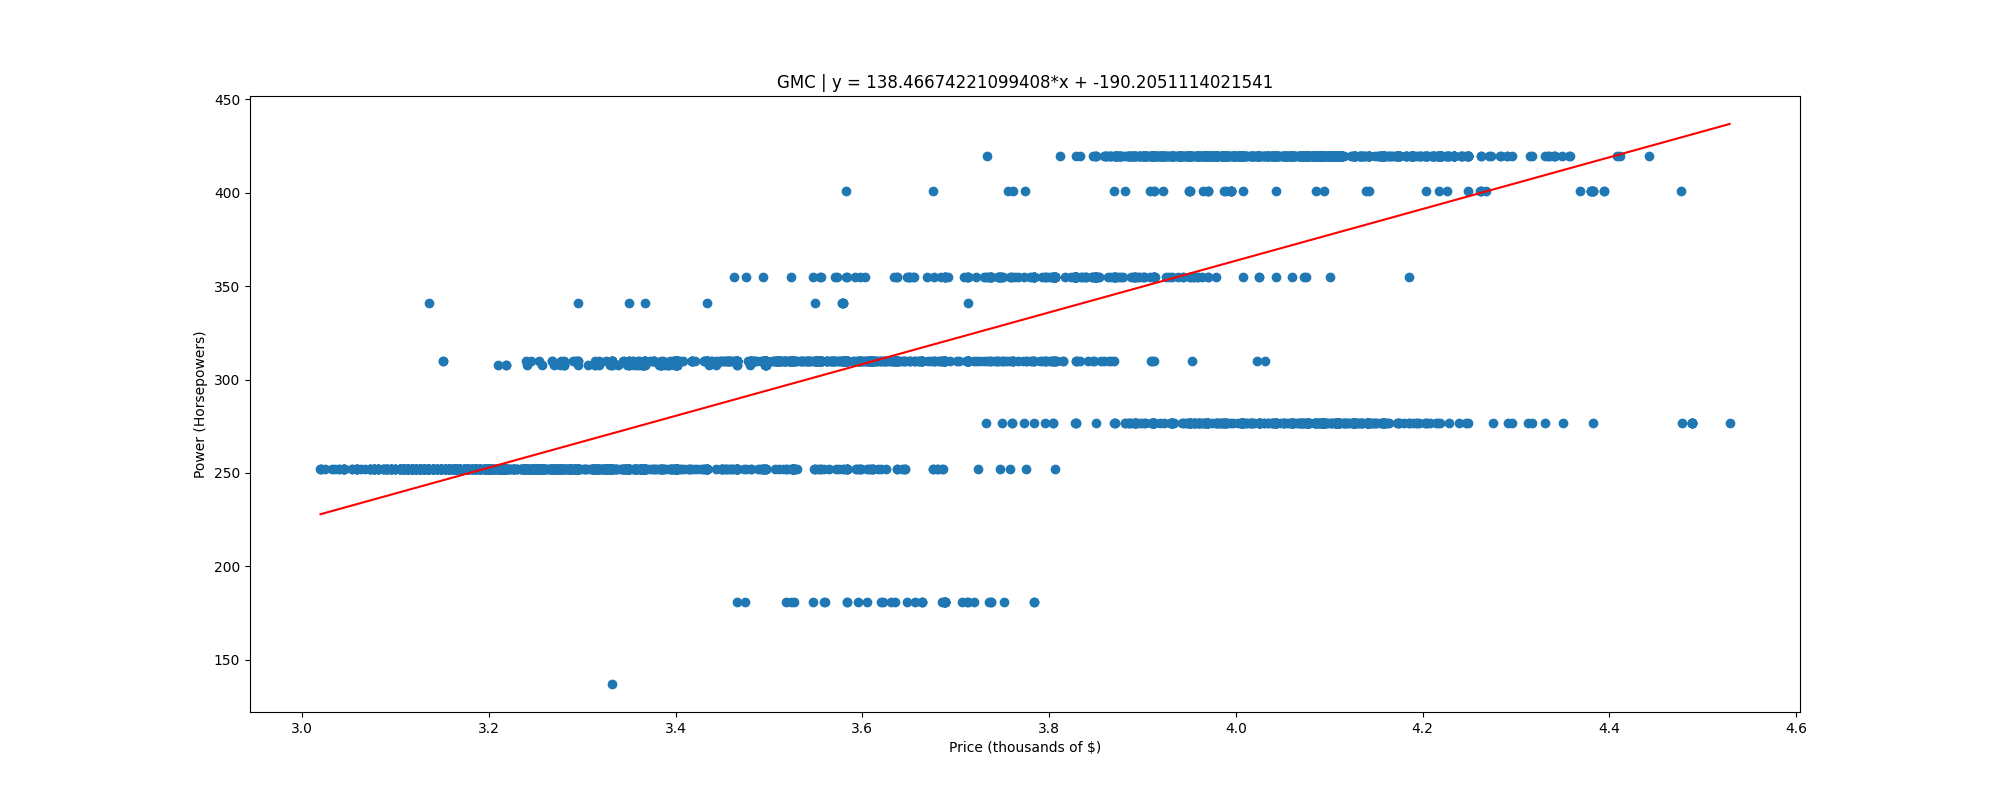 GMC | y = 138.46674221099408*x + -190.2051114021541
450
400
350
300
250
200
150
Power (Horsepowers)
3.0 3.2 3.4 3.6 3.8 4.0 4.2 4.4 4.6
Price (thousands of $)